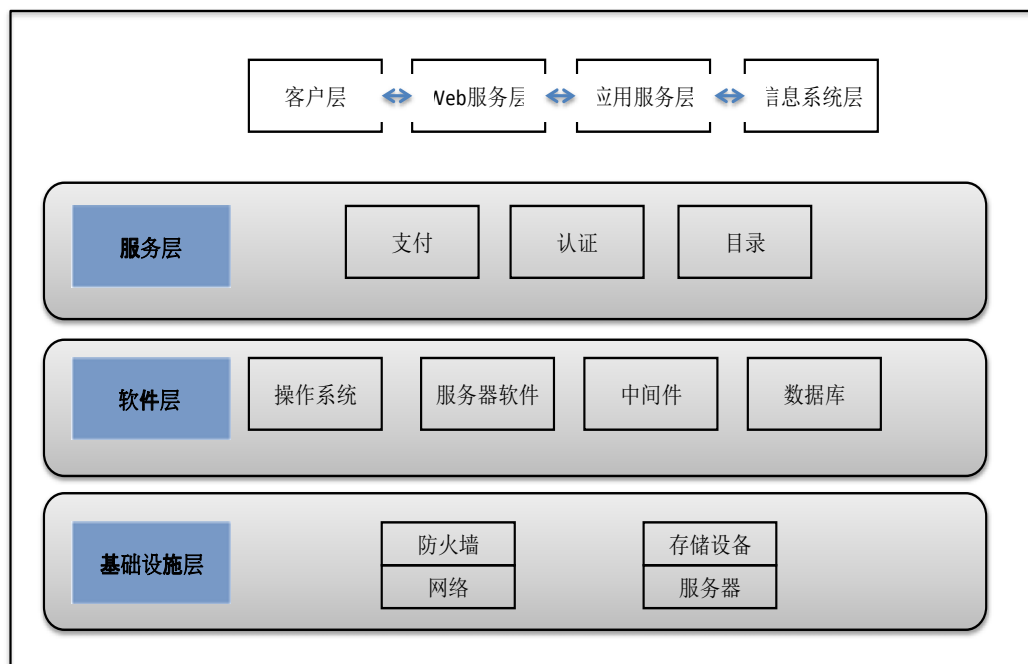 客户层
Web服务层
应用服务层
信息系统层
服务层
支付
认证
目录
软件层
操作系统
服务器软件
中间件
数据库
基础设施层
防火墙
存储设备
网络
服务器